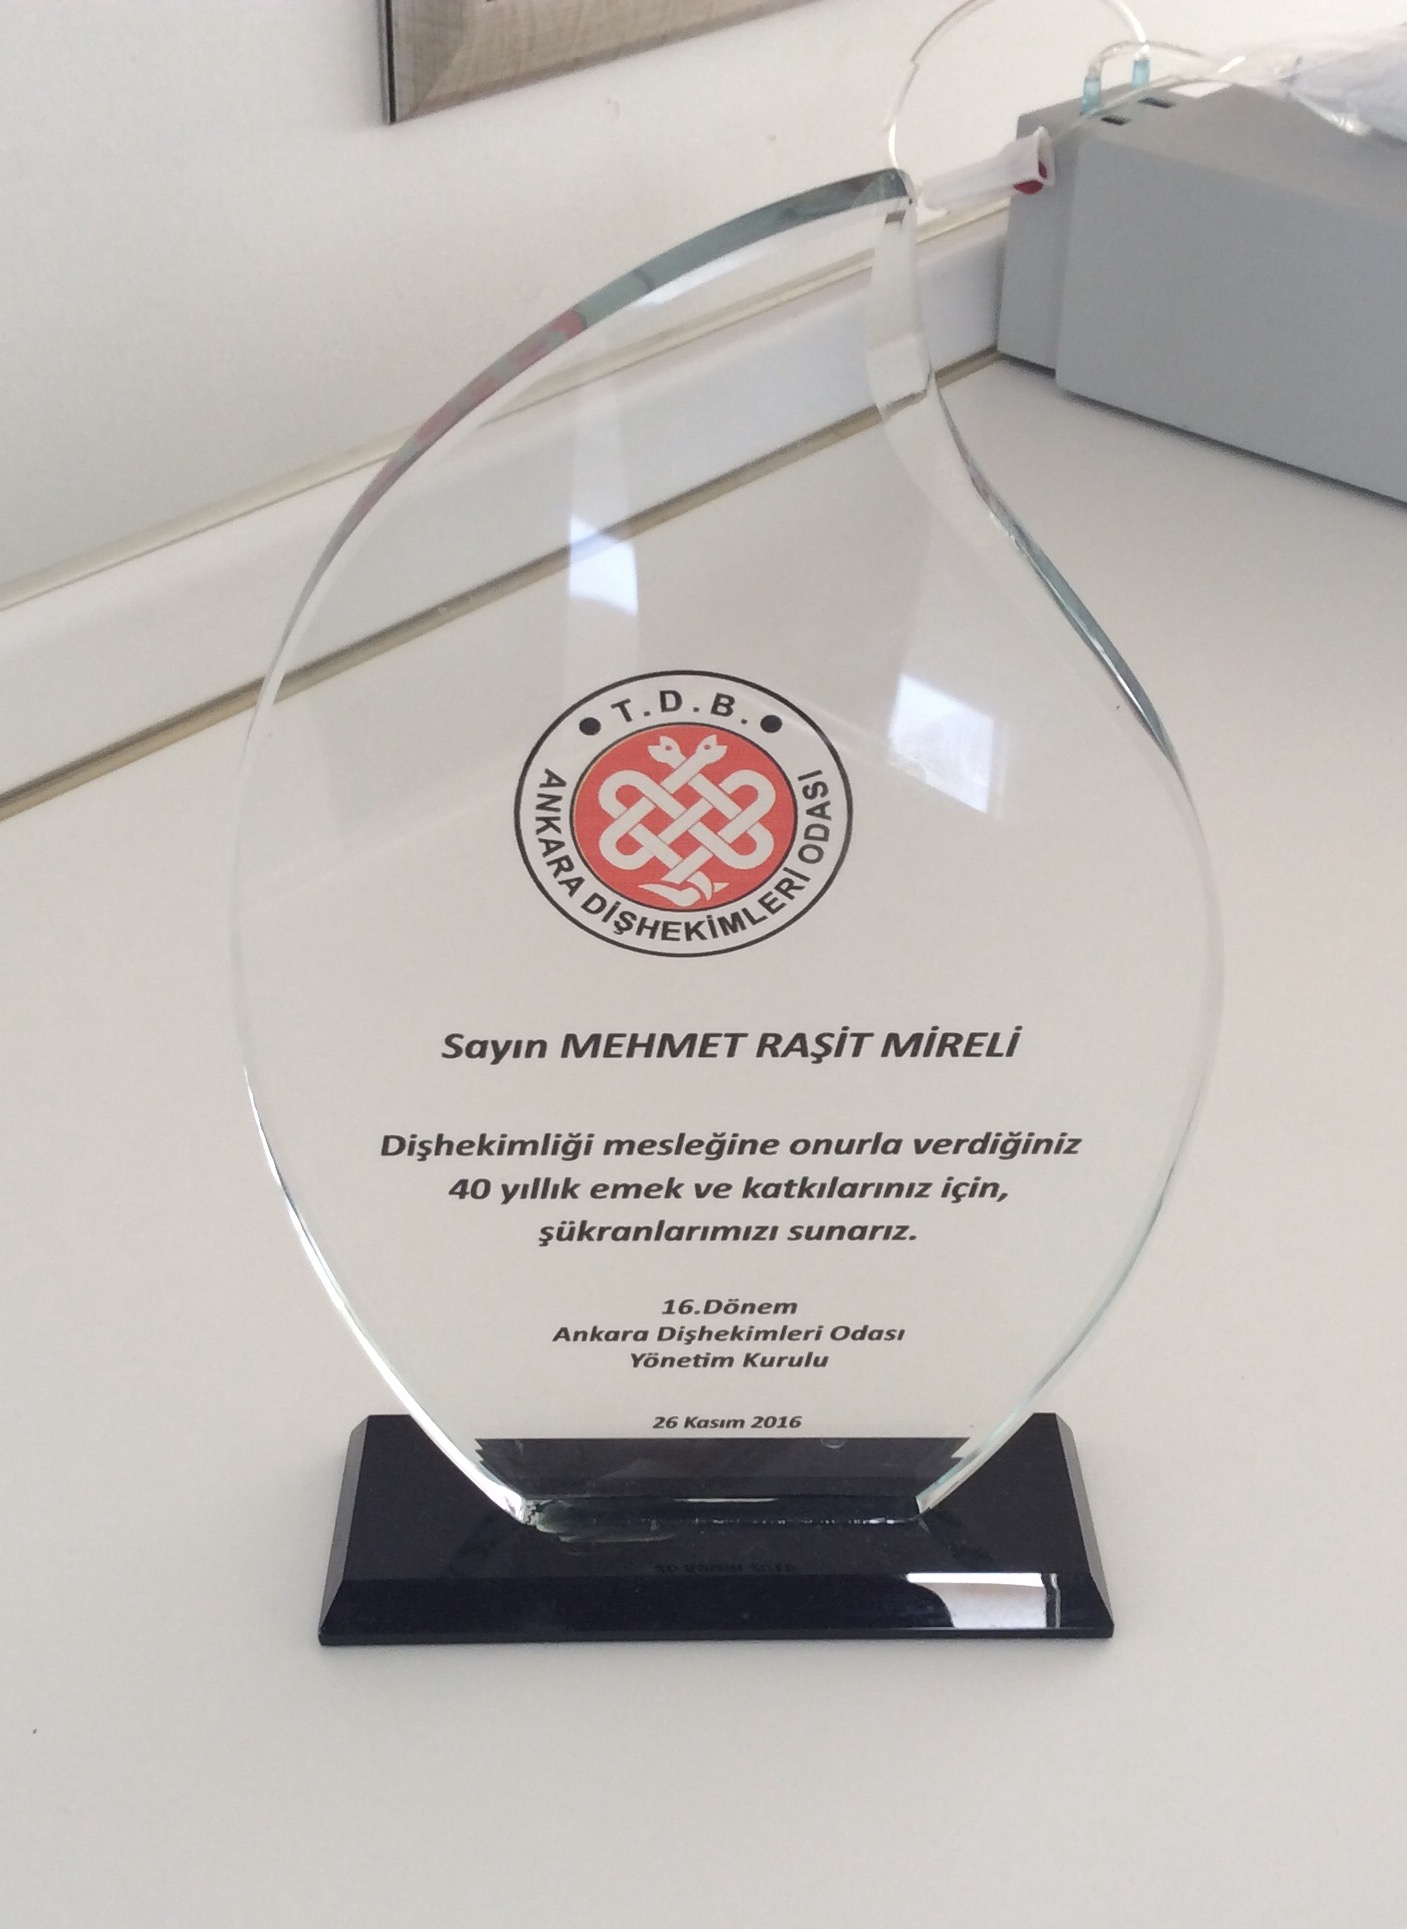 T.D.B.
ANKARA DİŞHEKİMLERİ ODASI
Sayın MEHMET RAŞİT MİRELİ
Dişhekimliği mesleğine onurla verdiğiniz
40 yıllık emek ve katkılarınız için,
şükranlarımızı sunarız.
16.Dönem
Ankara Dişhekimleri Odası
Yönetim Kurulu
26 Kasım 2016